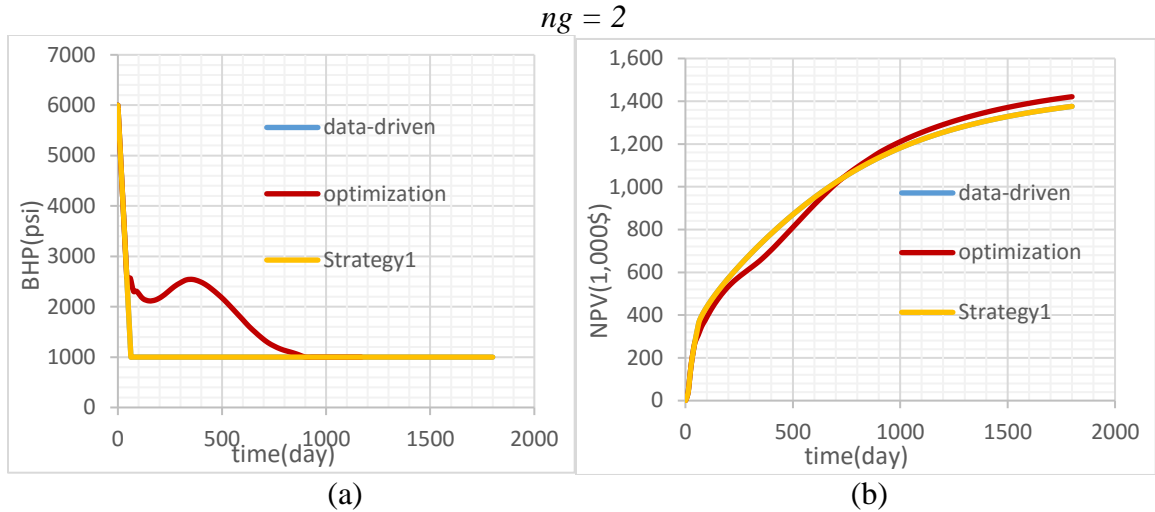 ng = 2
7000
6000
5000
4000
3000
2000
1000
0
BHP(psi)
data-driven
optimization
Strategy1
0 500 1000 1500 2000
time(day)
(a)
1,600
1,400
1,200
1,000
800
600
400
200
0
NPV(1,000$)
data-driven
optimization
Strategy1
0 500 1000 1500 2000
time(day)
(b)